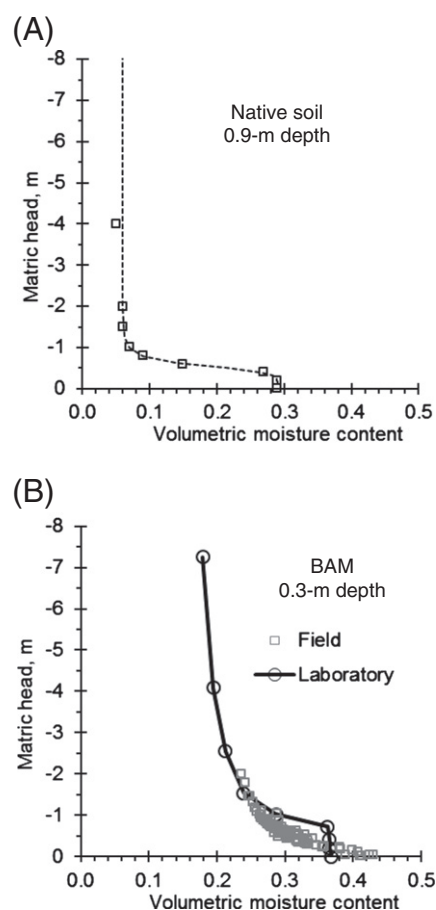 (A)
-8
-7
-6
-5
-4
-3
-2
-1
0
Matric head, m
Native soil
0.9-m depth
0.0 0.1 0.2 0.3 0.4 0.5
Volumetric moisture content
(B)
-8
-7
-6
-5
-4
-3
-2
-1
0
Matric head, m
BAM
0.3-m depth
Field
Laboratory
0.0 0.1 0.2 0.3 0.4 0.5
Volumetric moisture content